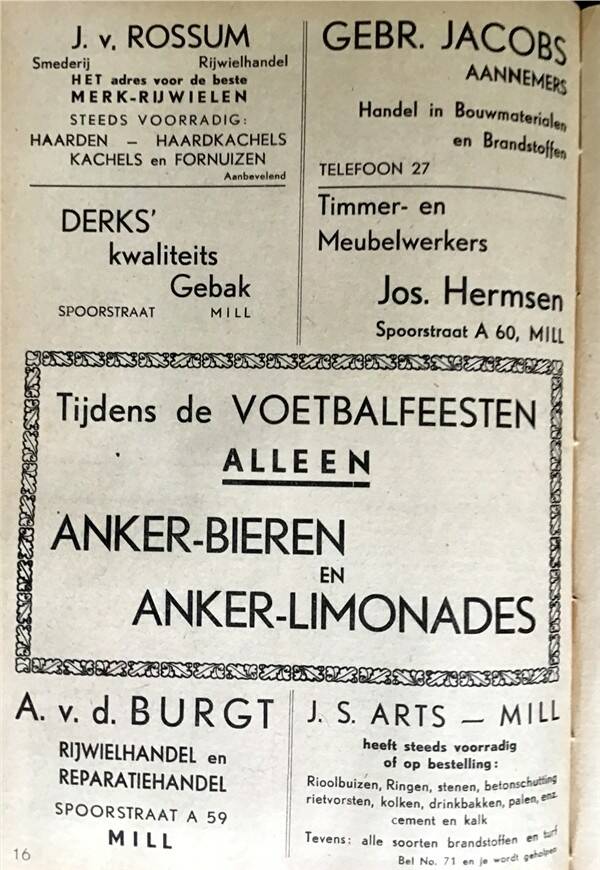 J. v. ROSSUM
Smederij Rijwielhandel
HET adres voor de beste
MERK-RIJWIELEN
STEEDS VOORRADIG:
HAARDEN — HAARDKACHELS
KACHELS en FORNUIZEN
Aanbevelend
GEBR. JACOBS
AANNEMERS
Handel in Bouwmaterialen
en Brandstoffen
TELEFOON 27
DERKS'
kwaliteits
Gebak
SPOORSTRAAT MILL
Timmer- en
Meubelwerkers
Jos. Hermsen
Spoorstraat A 60, MILL
Tijdens de VOETBALFEESTEN
ALLEEN
ANKER-BIEREN
EN
ANKER-LIMONADES
A. v. d. BURGT
RIJWIELHANDEL en
REPARATIEHANDEL
SPOORSTRAAT A 59
MILL
J. S. ARTS — MILL
heeft steeds voorradig
of op bestelling:
Rioolbuizen, Ringen, stenen, betonschutting
rietvorsten, kolken, drinkbakken, palen, enz.
cement en kalk
Tevens: alle soorten brandstoffen en turf
Bel No. 71 en je wordt geholpen
16